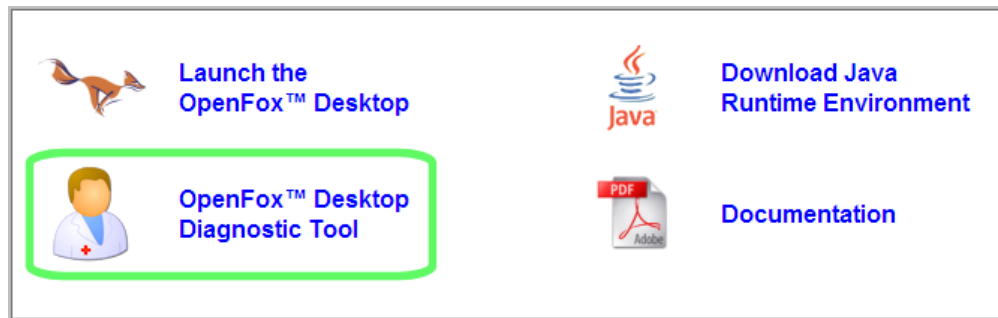 Launch the
OpenFox™ Desktop
Java
Download Java
Runtime Environment
OpenFox™ Desktop
Diagnostic Tool
PDF
Adobe
Documentation